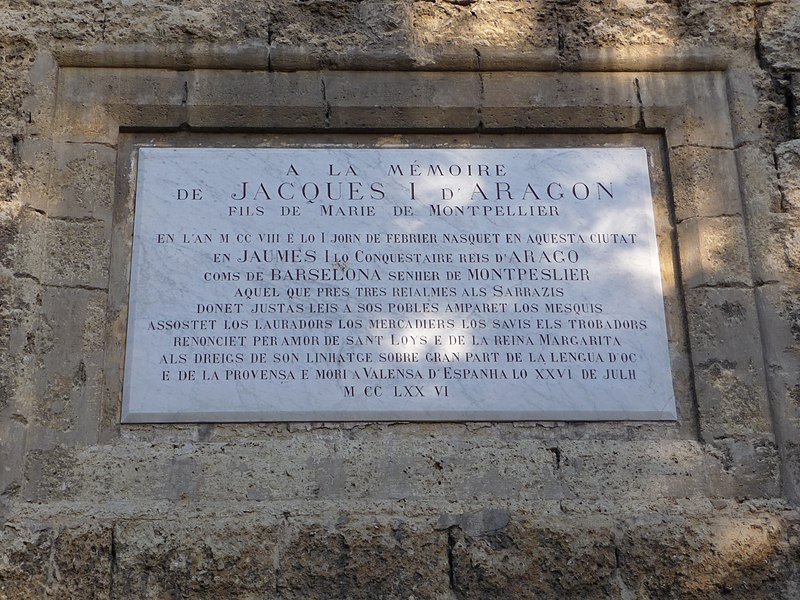 A LA MÉMOIRE
DE JACQUES I D'ARAGON
FILS DE MARIE DE MONTPELLIER
EN L'AN M CC VIII E LO I JORN DE FEBRIER NASQUET EN AQUESTA CIUTAT
EN JAUMES I LO CONQUESTAIRE REIS D'ARAGO
COMS DE BARSELONA SENHER DE MONTPESLIER
AQUEL QUE PRES TRES REIALMES ALS SARRAZIS
DONET JUSTAS LEIS A SOS POBLES AMPARET LOS MESQUIS
ASSOSTET LOS LAURADORS LOS MERCADIERS LOS SAVIS ELS TROBADORS
RENONCIET PER AMOR DE SANT LOYS E DE LA REINA MARGARITA
ALS DREIGS DE SON LINHATGE SOBRE GRAN PART DE LA LENGUA D'OC
E DE LA PROVENSA E MORI A VALENSA D'ESPANHA LO XXVI DE JULH
M CC LXX VI